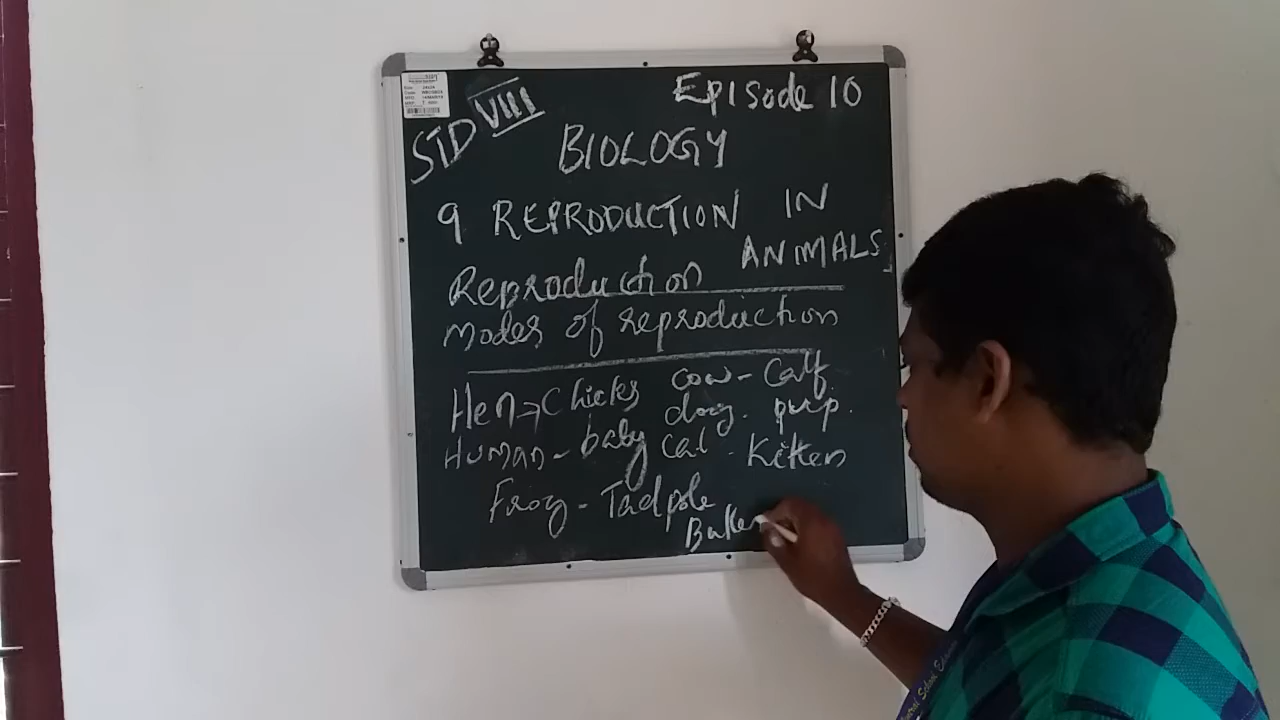 Episode 10
STD VIII
BIOLOGY
9 REPRODUCTION IN
ANIMALS
Reproduction
Modes of reproduction
Hen → Chicks cow - Calf
Human - baby dog - pup.
cat - Kitten
Frog - Tadpole